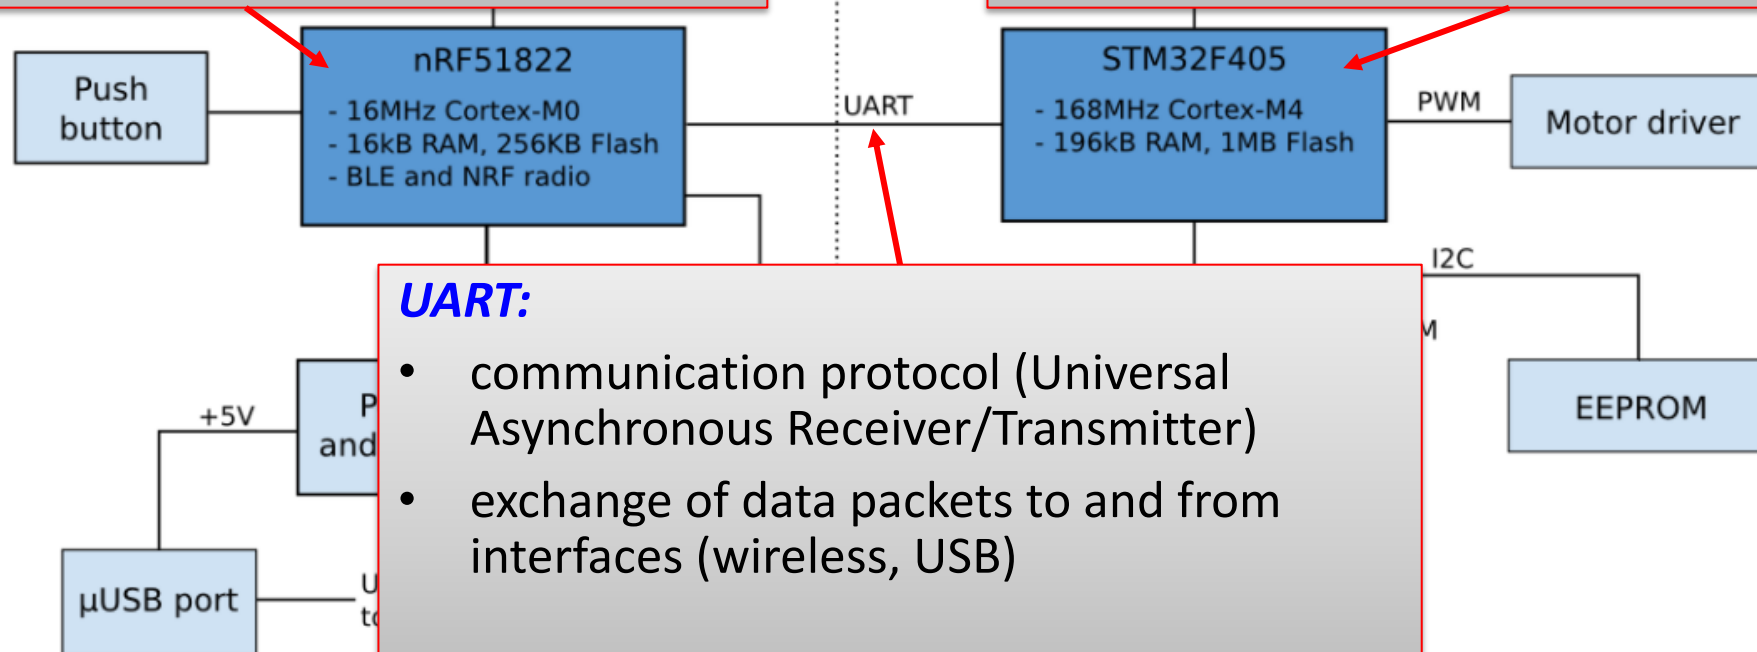 nRF51822
- 16MHz Cortex-M0
- 16kB RAM, 256KB Flash
- BLE and NRF radio
Push
button
UART
STM32F405
- 168MHz Cortex-M4
- 196kB RAM, 1MB Flash
PWM
Motor driver
I2C
EEPROM
+5V
and
µUSB port
UART:
• communication protocol (Universal
Asynchronous Receiver/Transmitter)
• exchange of data packets to and from
interfaces (wireless, USB)